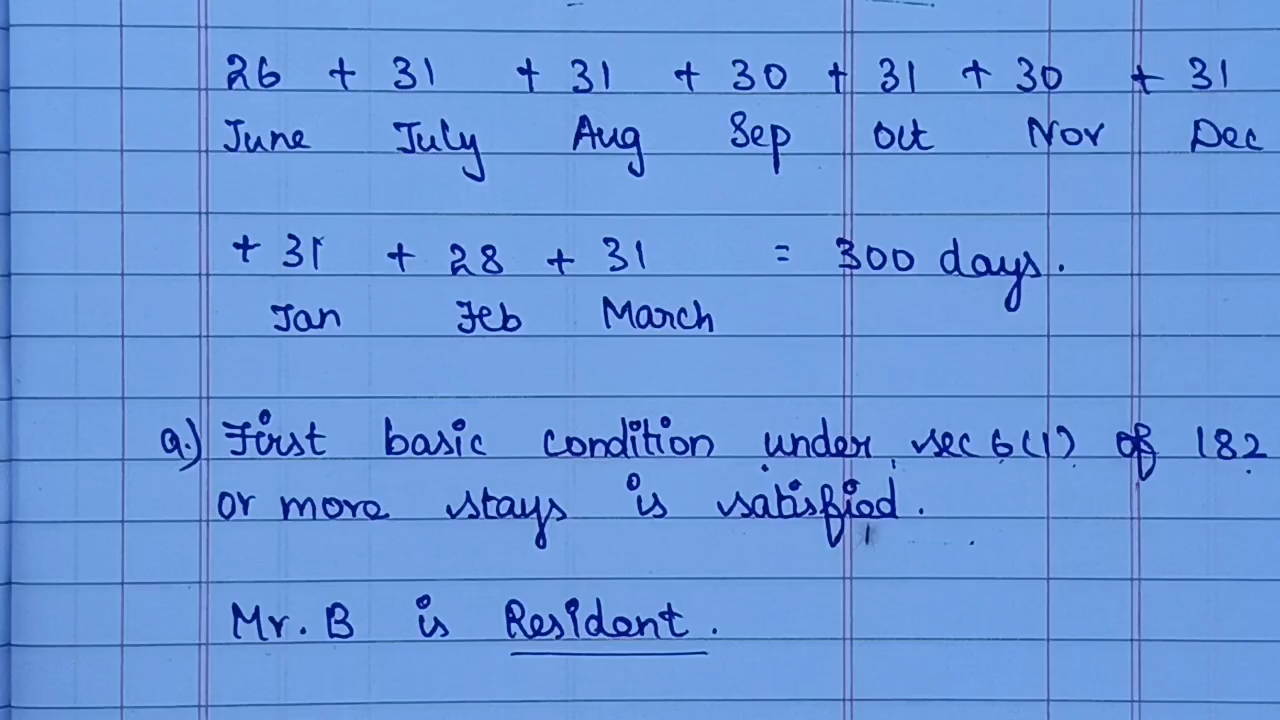 26 + 31 + 31 + 30 + 31 + 30 + 31
June July Aug Sep Oct Nov Dec
+ 31 + 28 + 31 = 300 days.
Jan Feb March
a.) First basic condition under sec 6(1) of 182
or more stays is satisfied.
Mr. B is Resident.